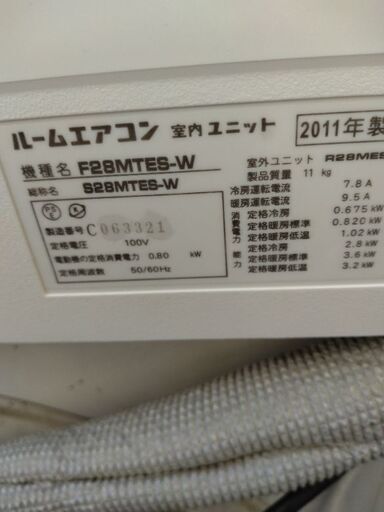 ルームエアコン 室内ユニット 2011年製
機種名 F28MTES-W
総称名 S28MTES-W
製造番号 C063321
定格電圧 100V
電動機の定格消費電力 0.80 kW
定格周波数 50/60Hz
室外ユニット R28MES
製品質量 11 kg
冷房運転電流 7.8 A
暖房運転電流 9.5 A
消費電力
定格冷房 0.675 kW
定格暖房標準 0.820 kW
定格暖房低温 1.02 kW
能力
定格冷房 2.8 kW
定格暖房標準 3.6 kW
定格暖房低温 3.2 kW